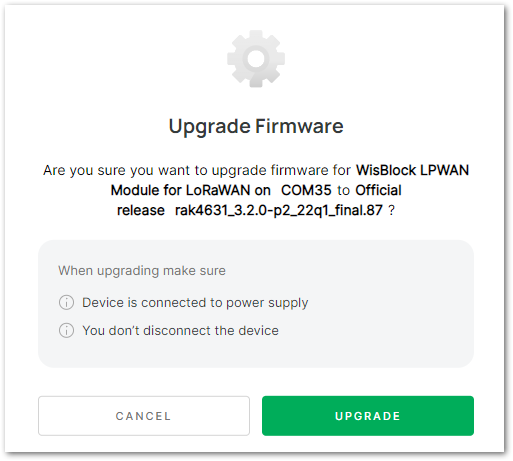 Upgrade Firmware
Are you sure you want to upgrade firmware for WisBlock LPWAN
Module for LoRaWAN on COM35 to Official
release rak4631_3.2.0-p2_22q1_final.87 ?
When upgrading make sure
Device is connected to power supply
You don't disconnect the device
CANCEL
UPGRADE